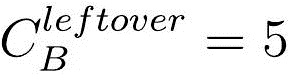 $C_B^{leftover} = 5$